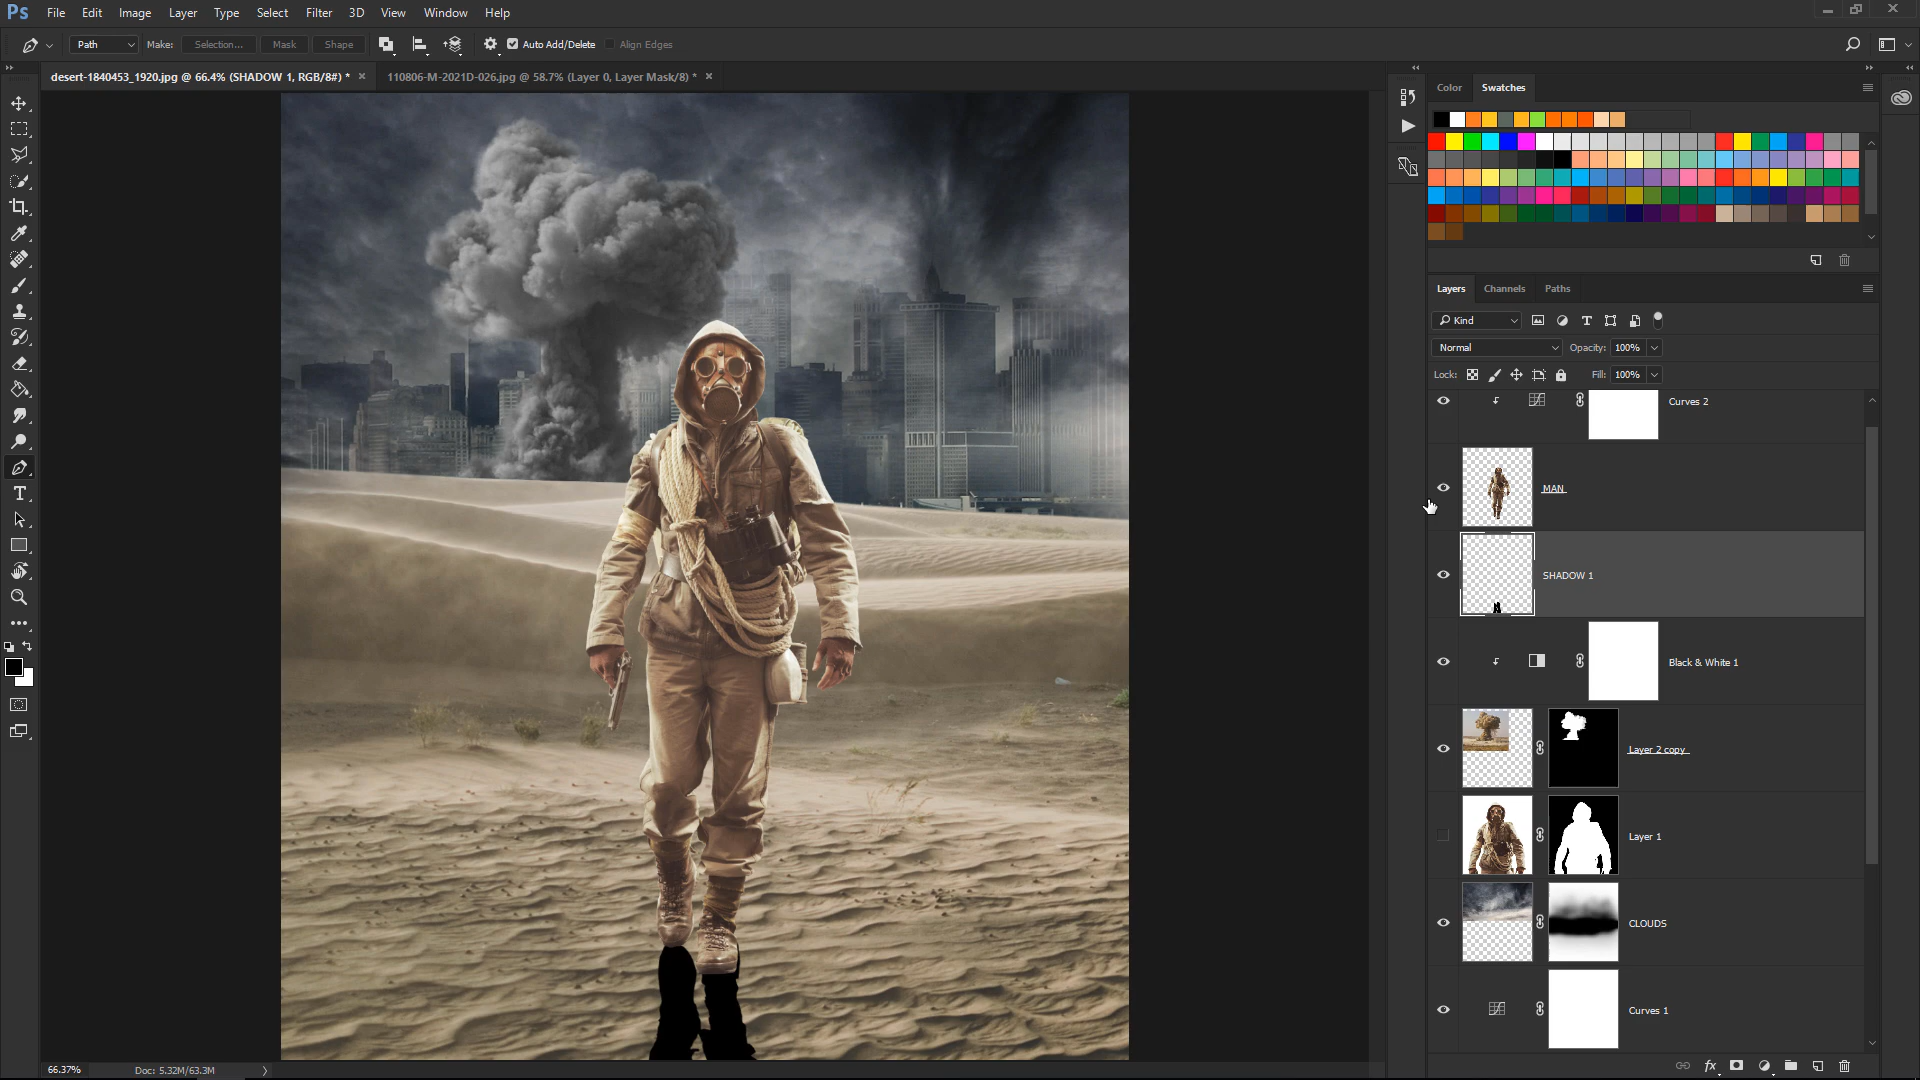 Ps File Edit Image Layer Type Select Filter 3D View Window Help
Path Make: Selection... Mask Shape Auto Add/Delete Align Edges
desert-1840453_1920.jpg @ 66.4% (SHADOW 1, RGB/8#) * × 110806-M-2021D-026.jpg @ 58.7% (Layer 0, Layer Mask/8) * ×
Color Swatches
Layers Channels Paths
Kind
Normal Opacity: 100%
Lock: Fill: 100%
Curves 2
MAN
SHADOW 1
Black & White 1
Layer 2 copy
Layer 1
CLOUDS
Curves 1
66.37% Doc: 5.32M/63.3M
fx